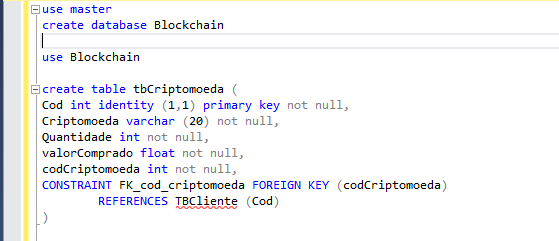 use master
create database Blockchain
use Blockchain
create table tbCriptomoeda (
Cod int identity (1,1) primary key not null,
Criptomoeda varchar (20) not null,
Quantidade int not null,
valorComprado float not null,
codCriptomoeda int not null,
CONSTRAINT FK_cod_criptomoeda FOREIGN KEY (codCriptomoeda)
REFERENCES TBCliente (Cod)
)